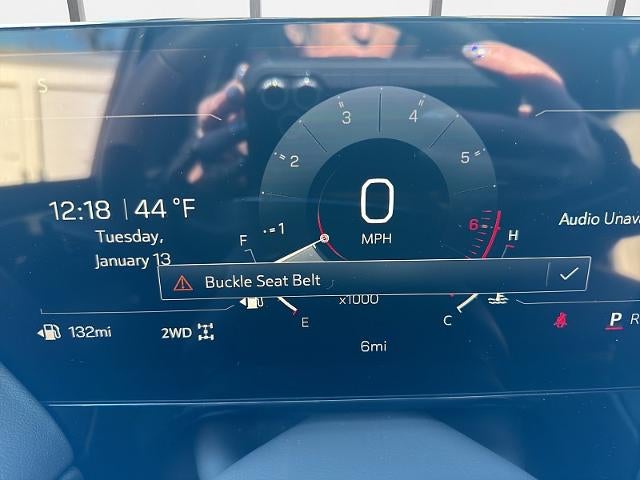 S
3
4
2
5
12:18 | 44 °F
Tuesday,
January 13
1
0
MPH
6
F
H
Audio Unava
Buckle Seat Belt
x1000
E
C
132mi
2WD
6mi
P R